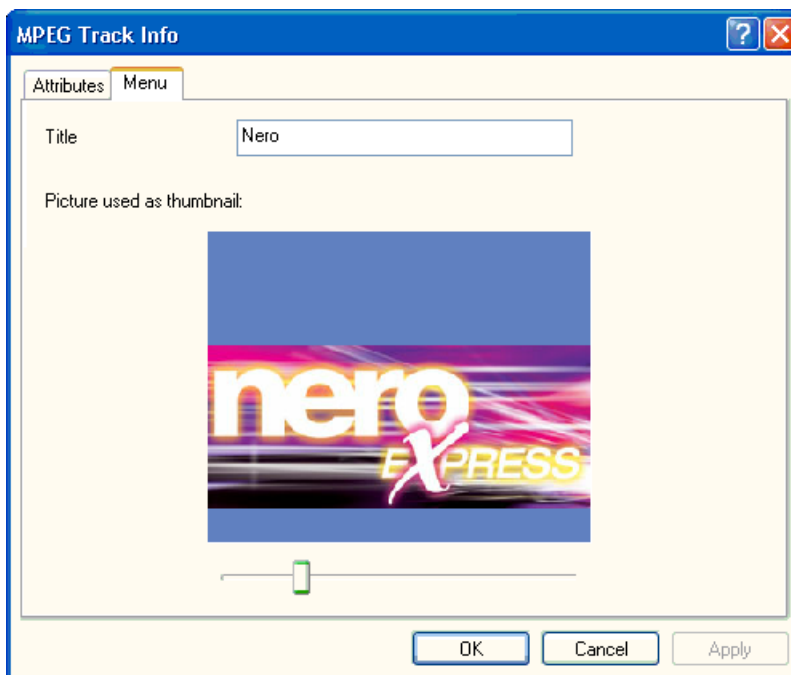 MPEG Track Info
Attributes Menu
Title Nero
Picture used as thumbnail:
nero
EXPRESS
OK Cancel Apply